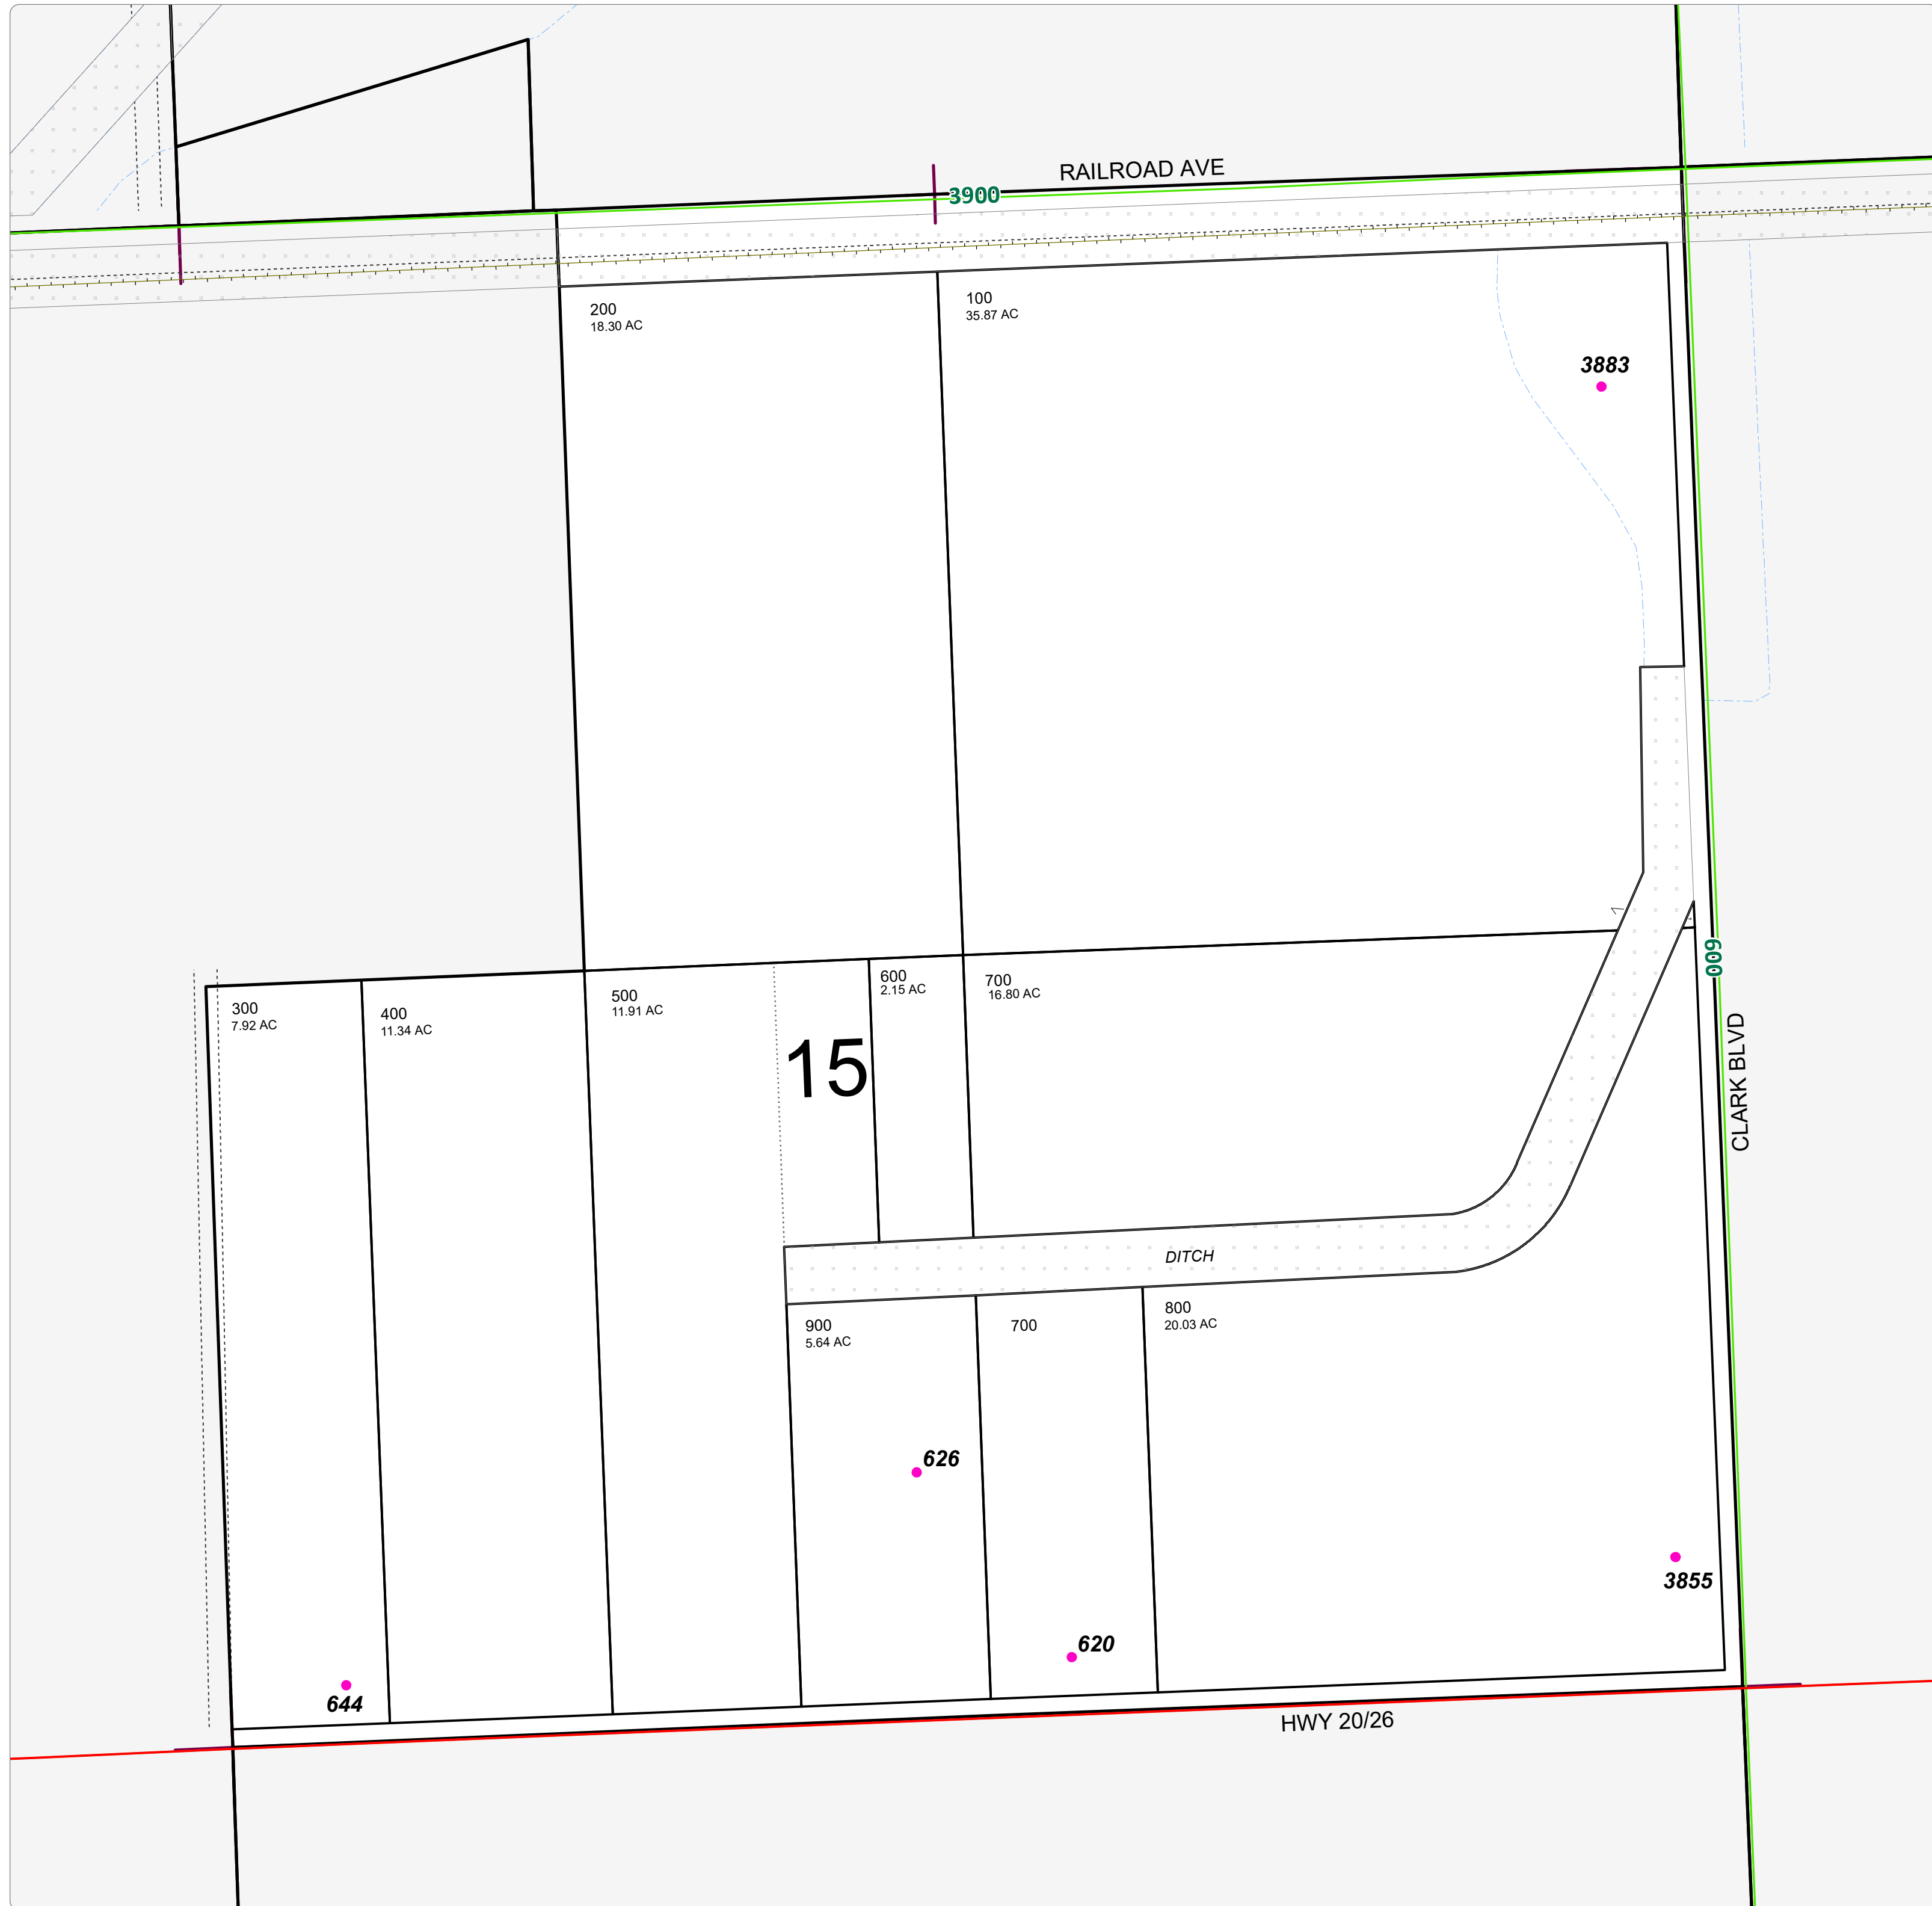 RAILROAD AVE
3900
200
18.30 AC
100
35.87 AC
3883
7
600
CLARK BLVD
300
7.92 AC
400
11.34 AC
500
11.91 AC
15
600
2.15 AC
700
16.80 AC
DITCH
900
5.64 AC
700
800
20.03 AC
626
620
3855
644
HWY 20/26